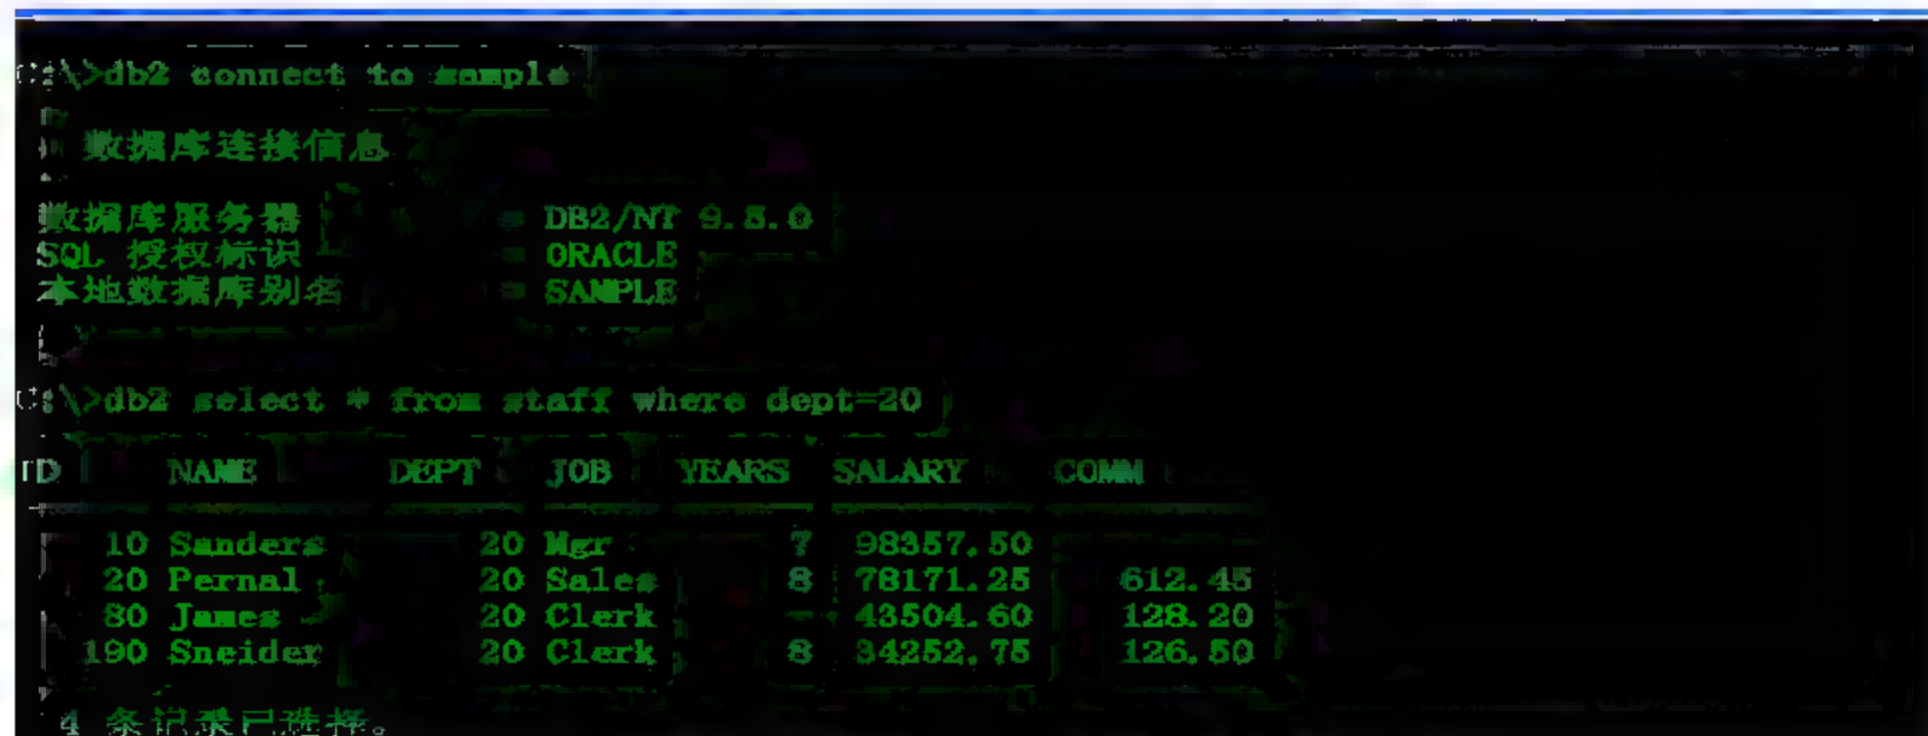 C:\>db2 connect to sample
数据库连接信息
数据库服务器 = DB2/NT 9.5.0
SQL 授权标识 = ORACLE
本地数据库别名 = SAMPLE
C:\>db2 select * from staff where dept=20
ID NAME DEPT JOB YEARS SALARY COMM
10 Sanders 20 Mgr 7 98357.50
20 Pernal 20 Sales 8 78171.25 612.45
80 James 20 Clerk - 43504.60 128.20
190 Sneider 20 Clerk 8 34252.75 126.50
4 条记录已选择。